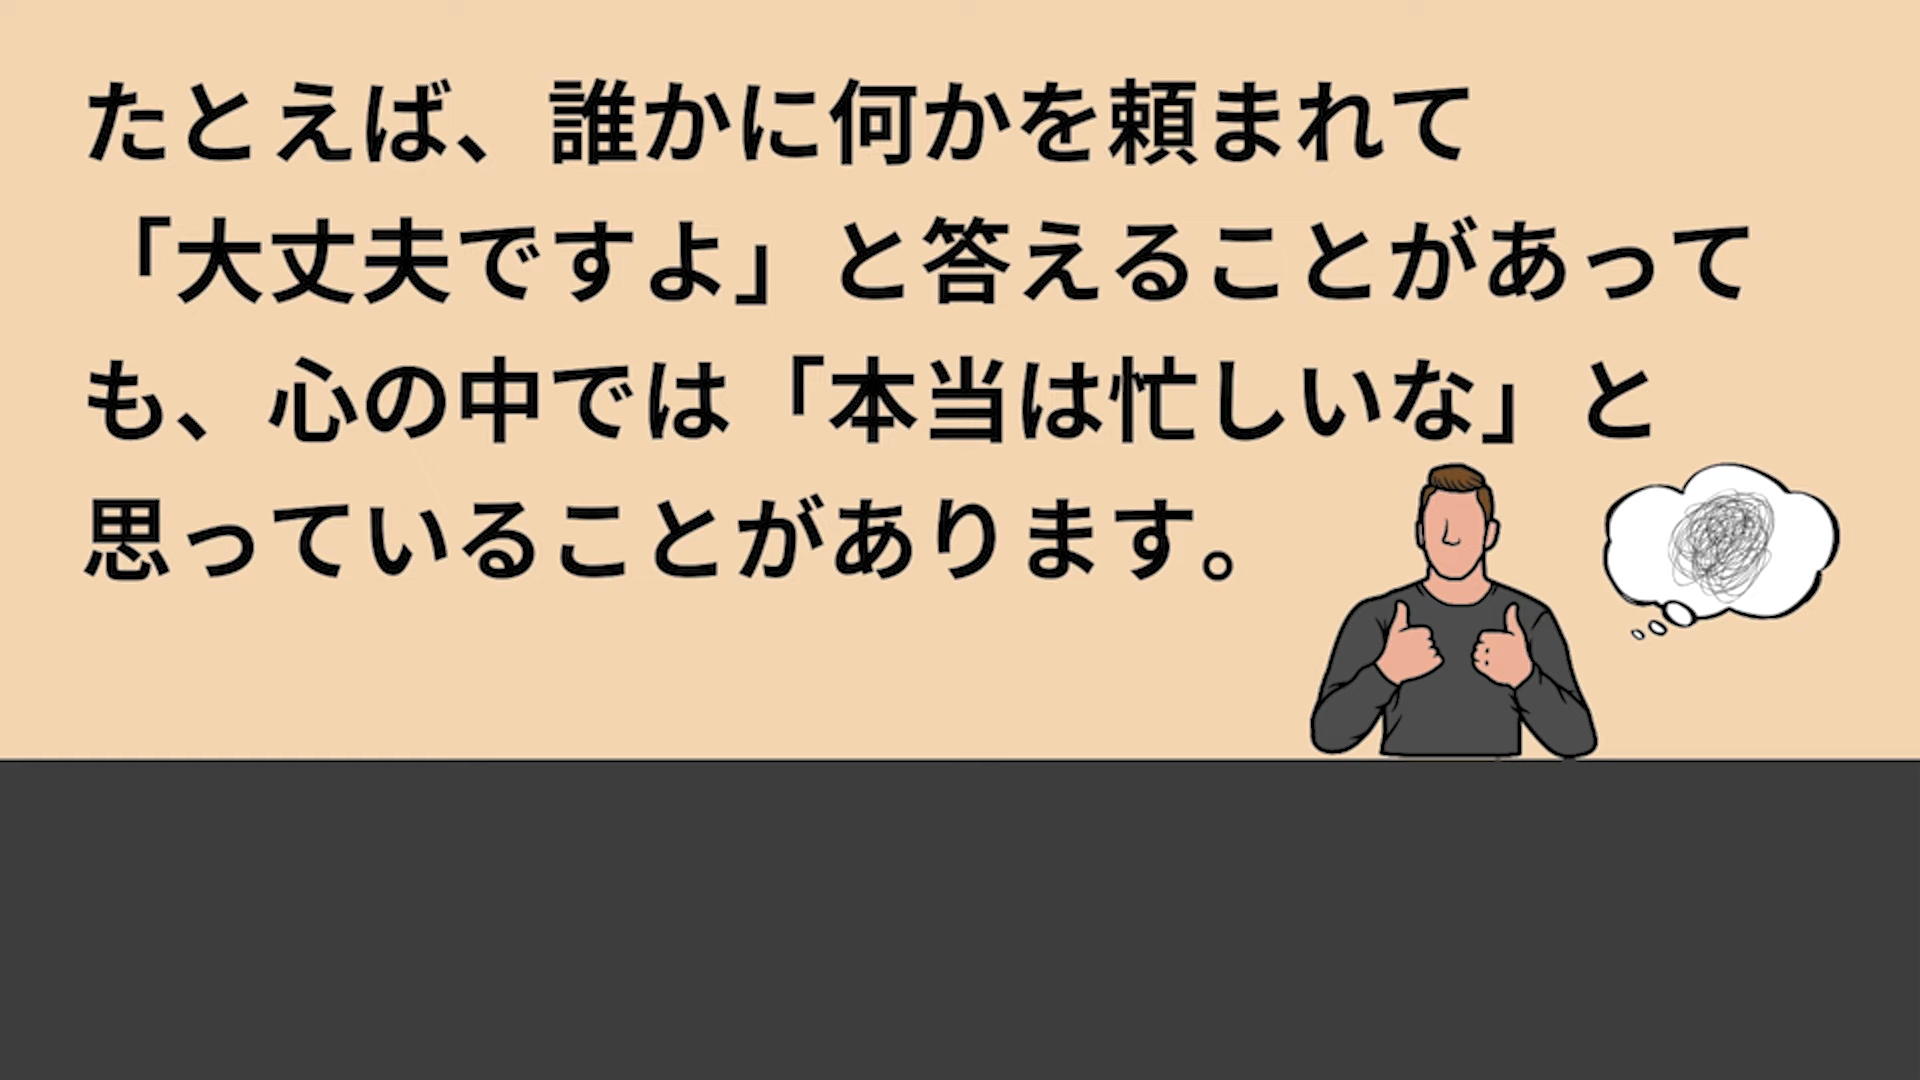 たとえば、誰かに何かを頼まれて
「大丈夫ですよ」と答えることがあって
も、心の中では「本当は忙しいな」と
思っていることがあります。